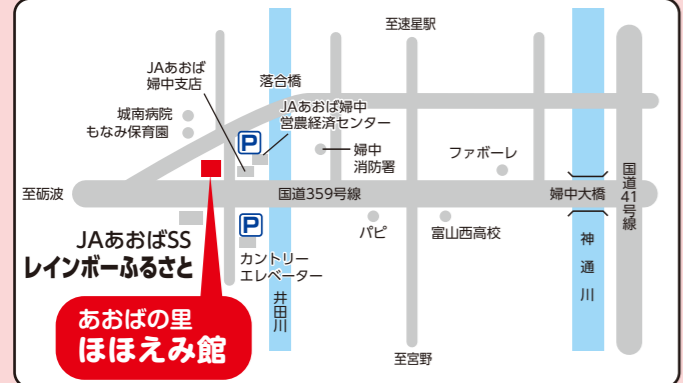 至速星駅
JAあおば
婦中支店
落合橋
城南病院
もなみ保育園
P
JAあおば婦中
営農経済センター
婦中
消防署
ファボーレ
至砺波
国道359号線
婦中大橋
国道41号線
JAあおばSS
レインボーふるさと
P
カントリー
エレベーター
パピ
富山西高校
神通川
井田川
あおばの里
ほほえみ館
至宮野